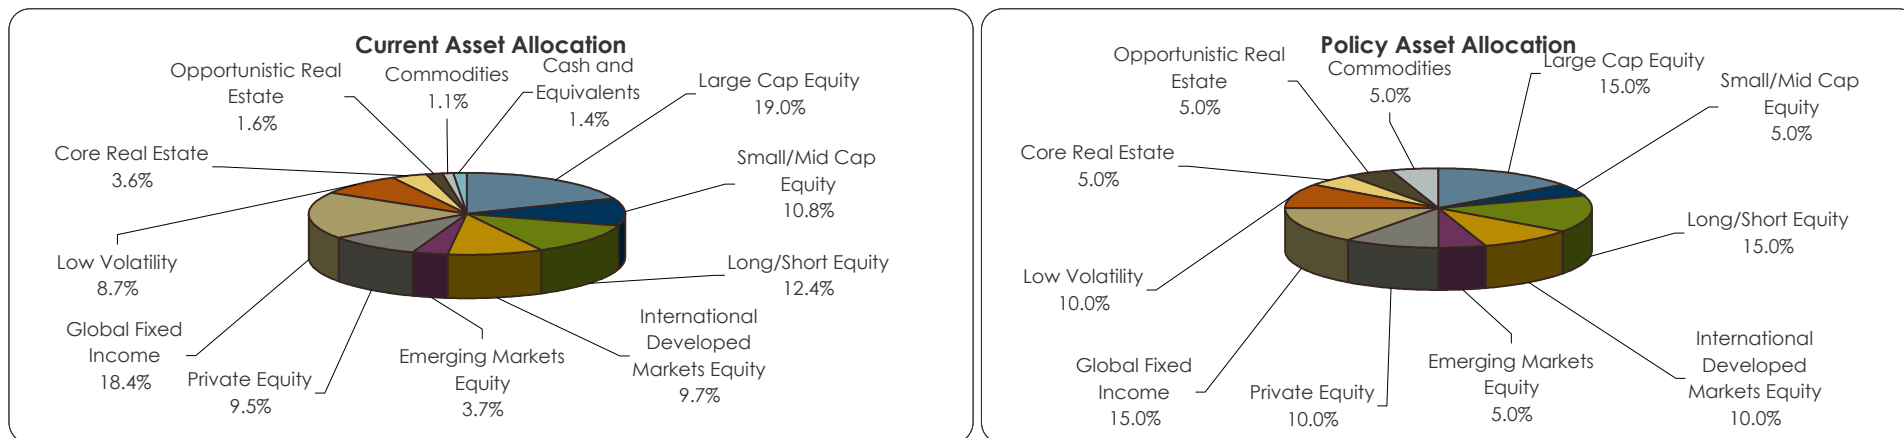 Current Asset Allocation
Opportunistic Real
Estate
1.6%
Commodities
1.1%
Cash and
Equivalents
1.4%
Large Cap Equity
19.0%
Small/Mid Cap
Equity
10.8%
Core Real Estate
3.6%
Low Volatility
8.7%
Long/Short Equity
12.4%
Global Fixed
Income
18.4%
Private Equity
9.5%
Emerging Markets
Equity
3.7%
International
Developed
Markets Equity
9.7%
Policy Asset Allocation
Opportunistic Real
Estate
5.0%
Commodities
5.0%
Large Cap Equity
15.0%
Small/Mid Cap
Equity
5.0%
Core Real Estate
5.0%
Low Volatility
10.0%
Long/Short Equity
15.0%
Global Fixed
Income
15.0%
Private Equity
10.0%
Emerging Markets
Equity
5.0%
International
Developed
Markets Equity
10.0%